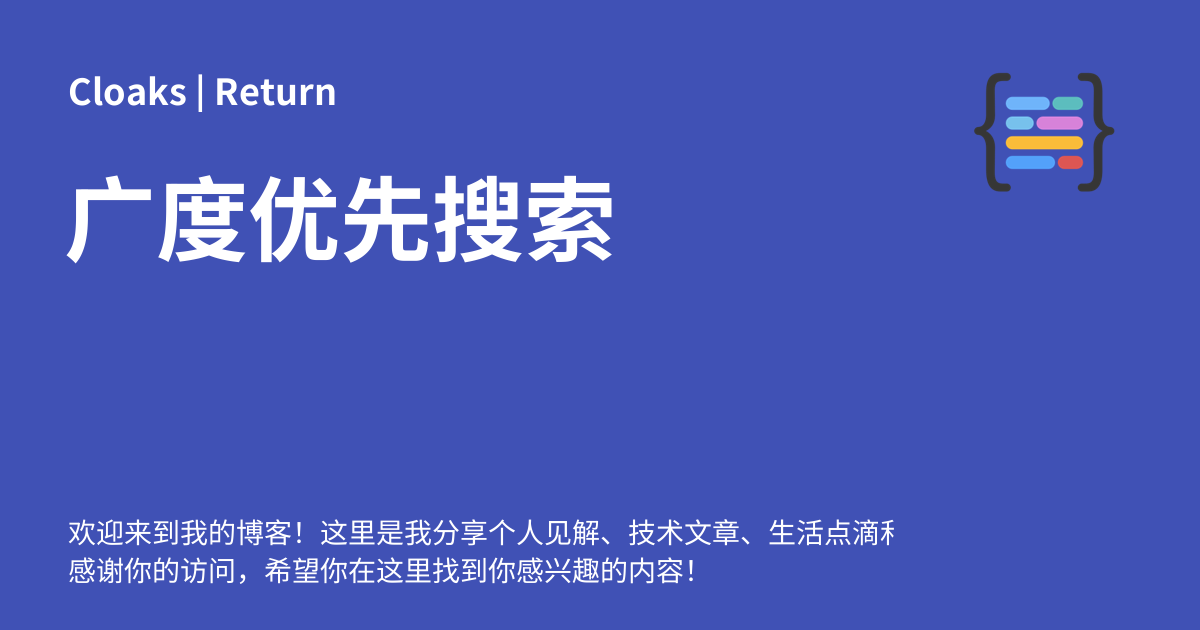 Cloaks | Return
广度优先搜索
欢迎来到我的博客！这里是我分享个人见解、技术文章、生活点滴
感谢你的访问，希望你在这里找到你感兴趣的内容！